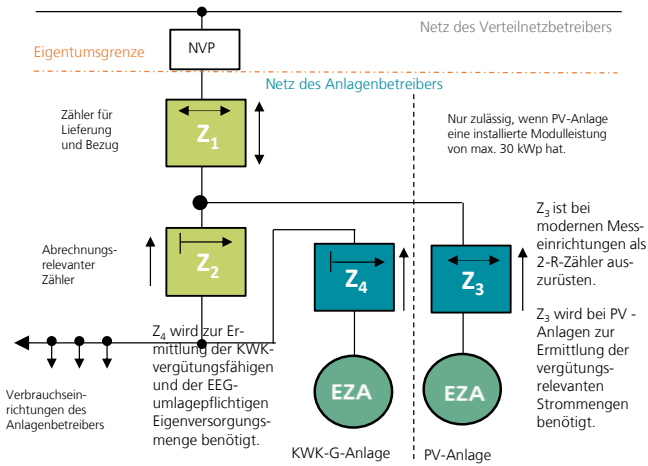 Netz des Verteilnetzbetreibers
NVP
Eigentumsgrenze
Netz des Anlagenbetreibers
Zähler für
Lieferung
und Bezug
Z1
Nur zulässig, wenn PV-Anlage
eine installierte Modulleistung
von max. 30 kWp hat.
Abrechnungs-
relevanter
Zähler
Z2
Z4
Z3
Z3 ist bei
modernen Mess-
einrichtungen als
2-R-Zähler aus-
zurüsten.
Z3 wird bei PV -
Anlagen zur
Ermittlung der
vergütungs-
relevanten
Strommengen
benötigt.
Z4 wird zur Er-
mittlung der KWK-
vergütungsfähigen
und der EEG-
umlagepflichtigen
Eigenversorgungs-
menge benötigt.
Verbrauchsein-
richtungen des
Anlagenbetreibers
EZA
EZA
KWK-G-Anlage
PV-Anlage